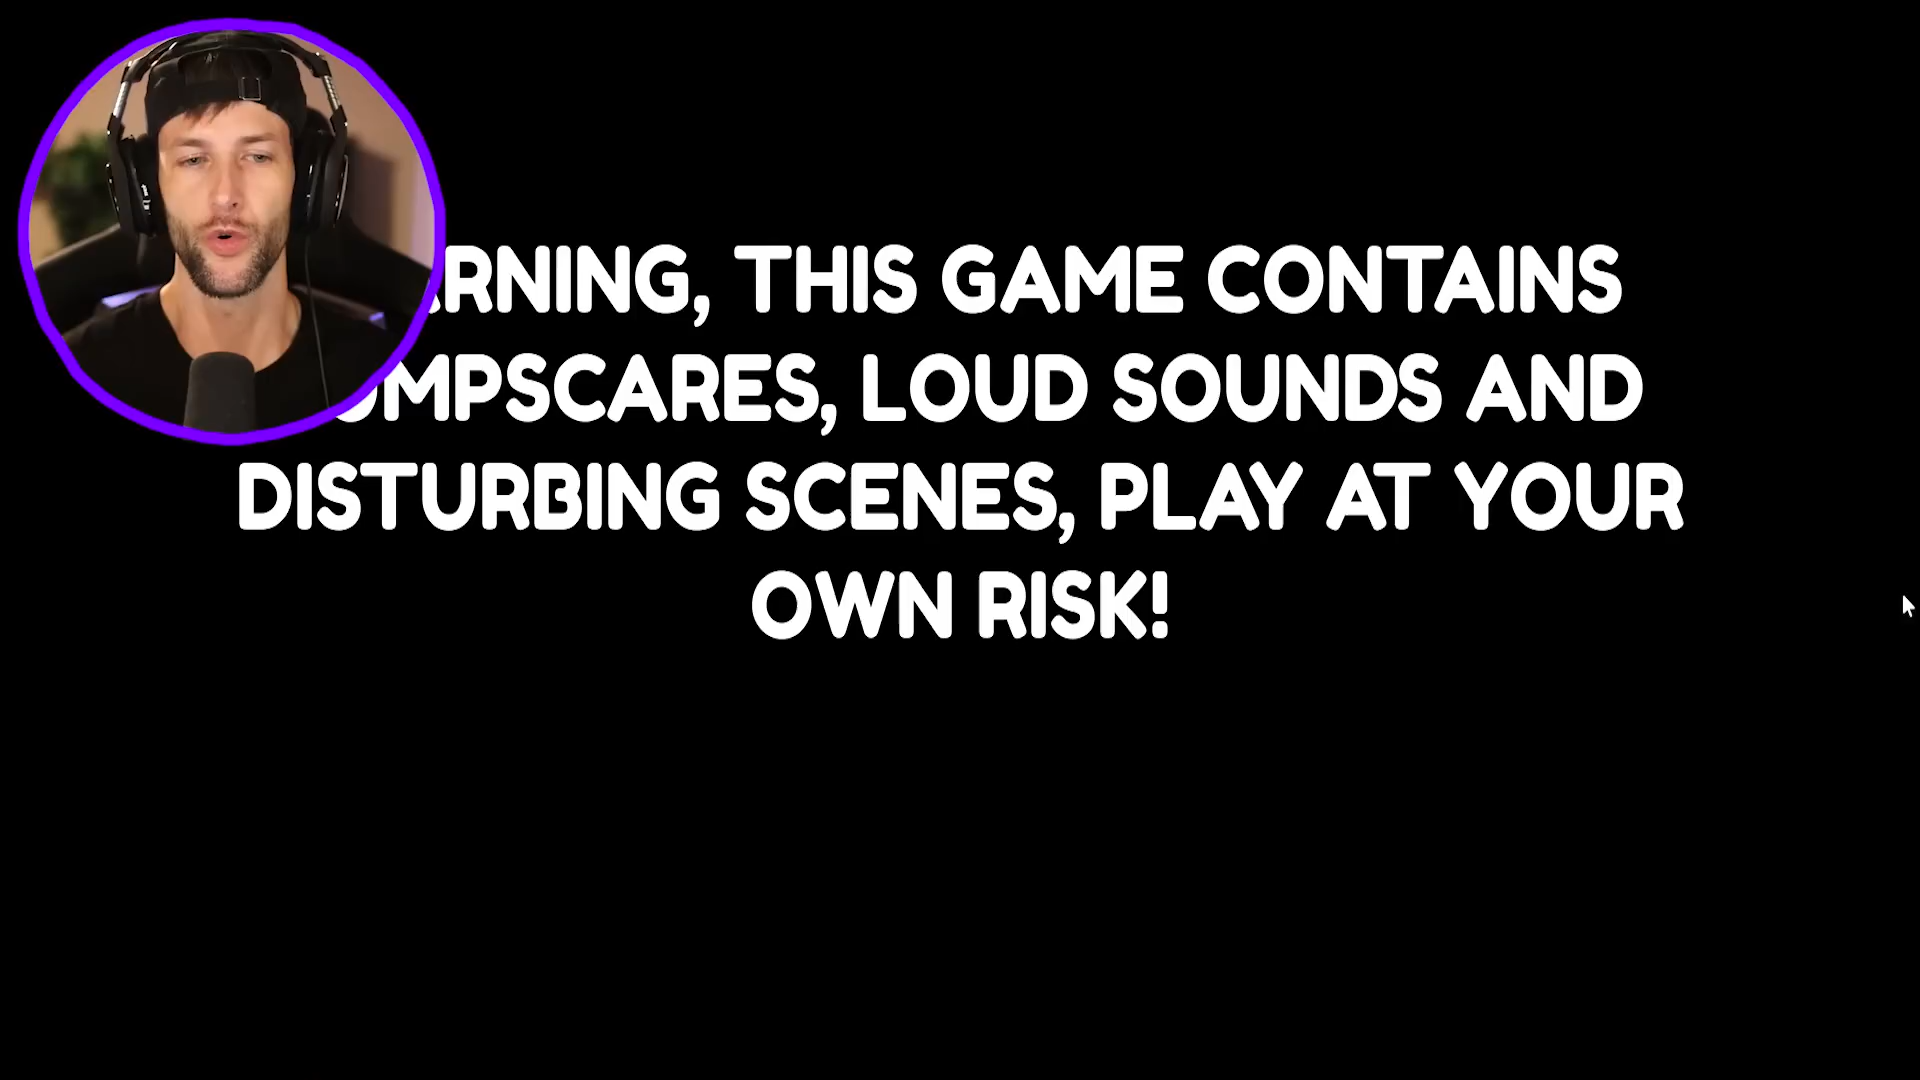 THIS GAME CONTAINS
LOUD SOUNDS AND
DISTURBING SCENES, PLAY AT YOUR
OWN RISK!